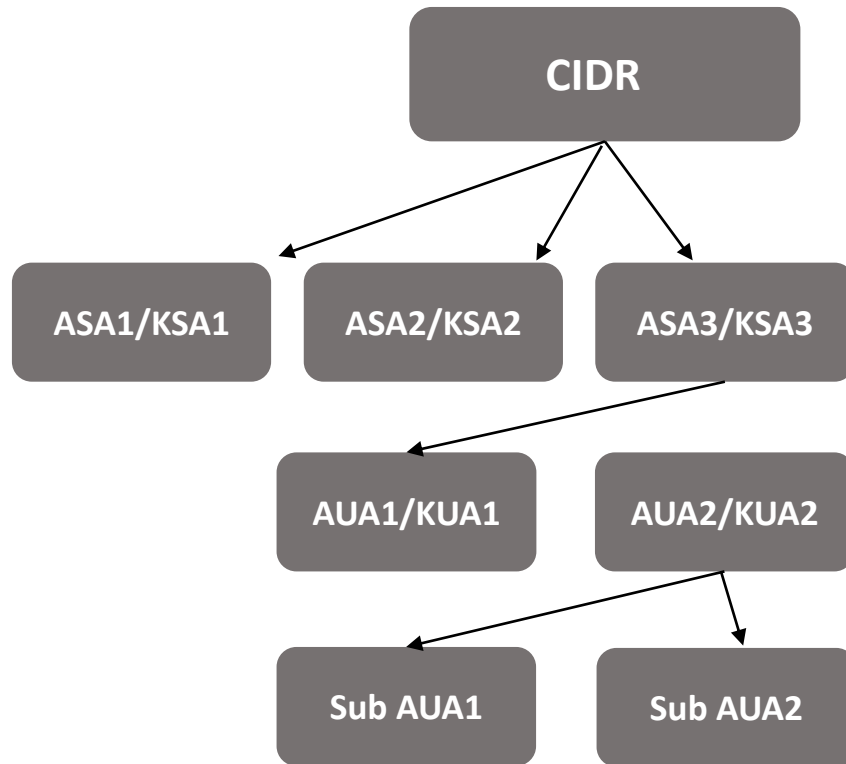 CIDR
ASA1/KSA1
ASA2/KSA2
ASA3/KSA3
AUA1/KUA1
AUA2/KUA2
Sub AUA1
Sub AUA2